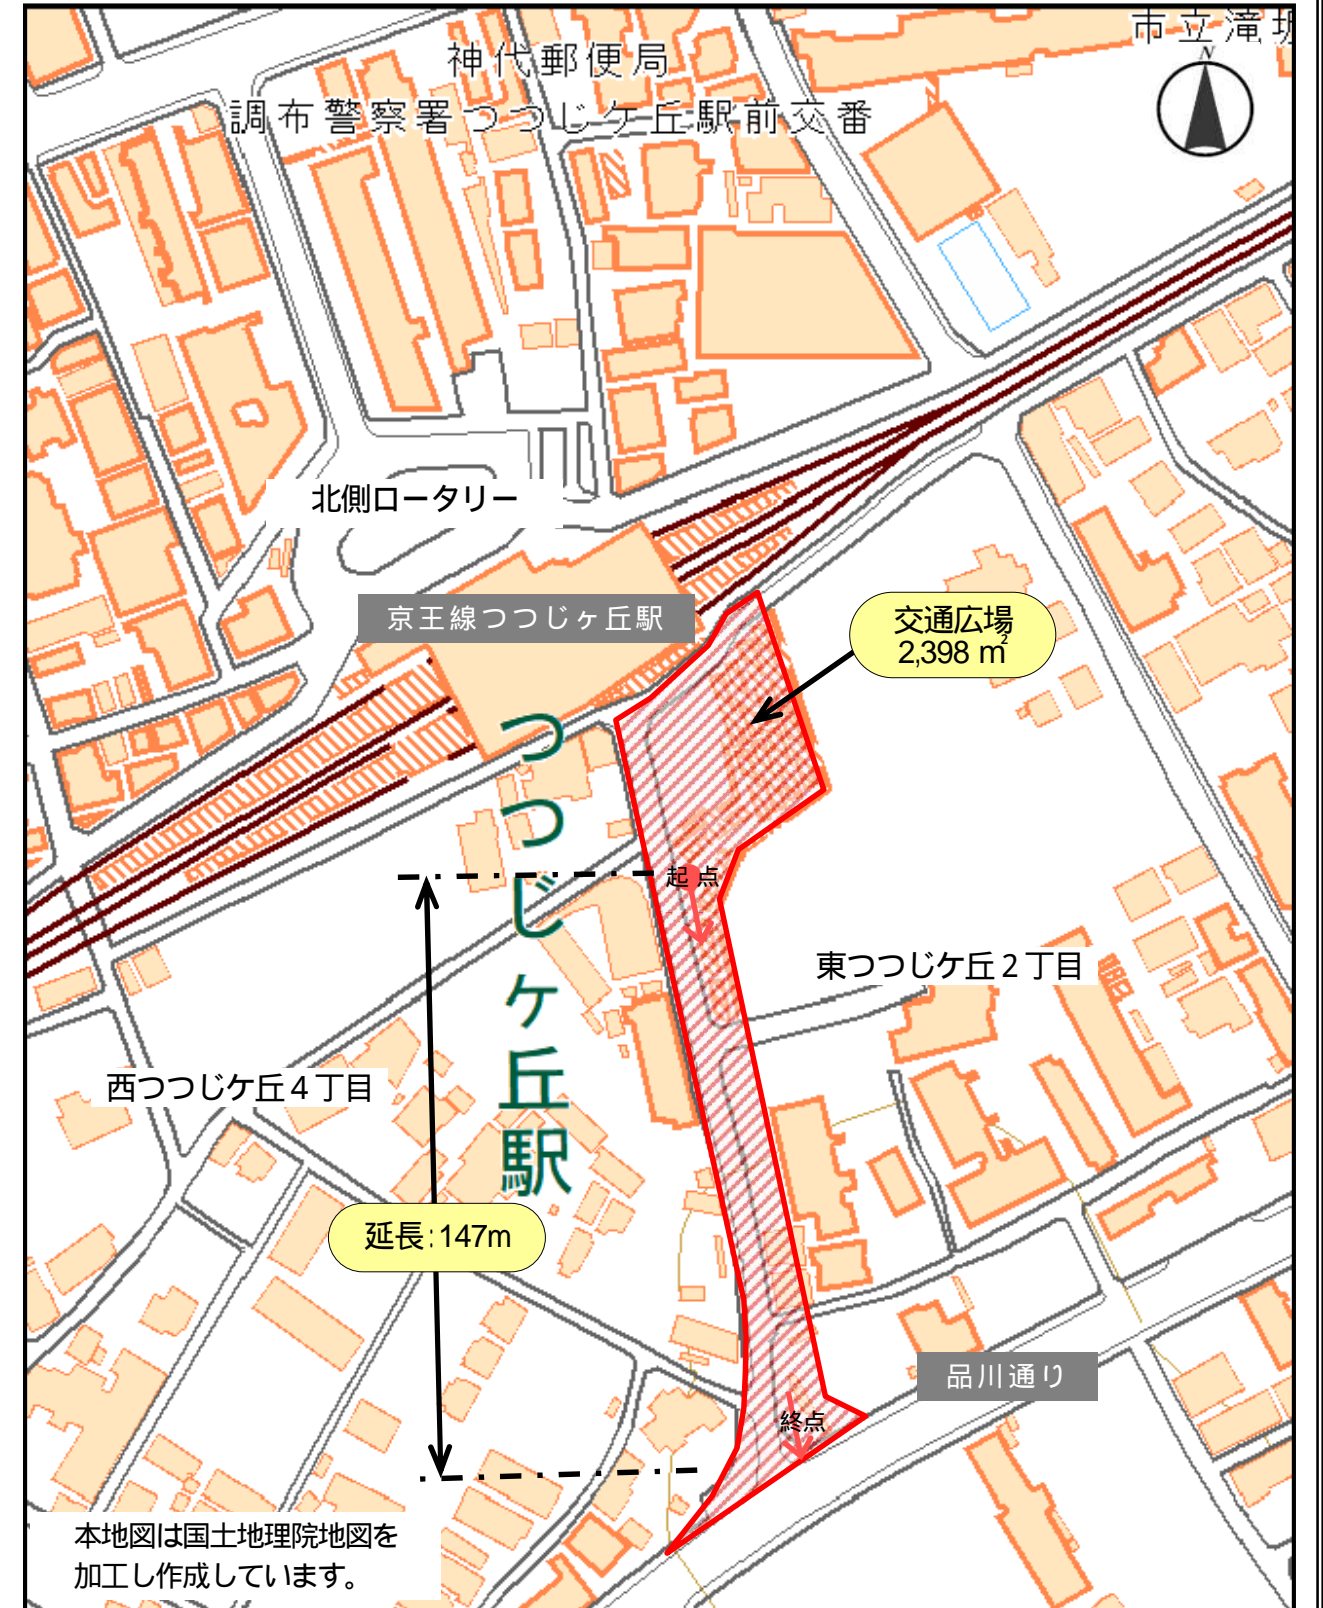 市立滝坂
N
神代郵便局
調布警察署つつじケ丘駅前交番
北側ロータリー
京王線つつじヶ丘駅
交通広場
2,398 ㎡
つつじヶ丘駅
起点
東つつじケ丘2丁目
西つつじケ丘4丁目
延長:147m
品川通り
終点
本地図は国土地理院地図を
加工し作成しています。